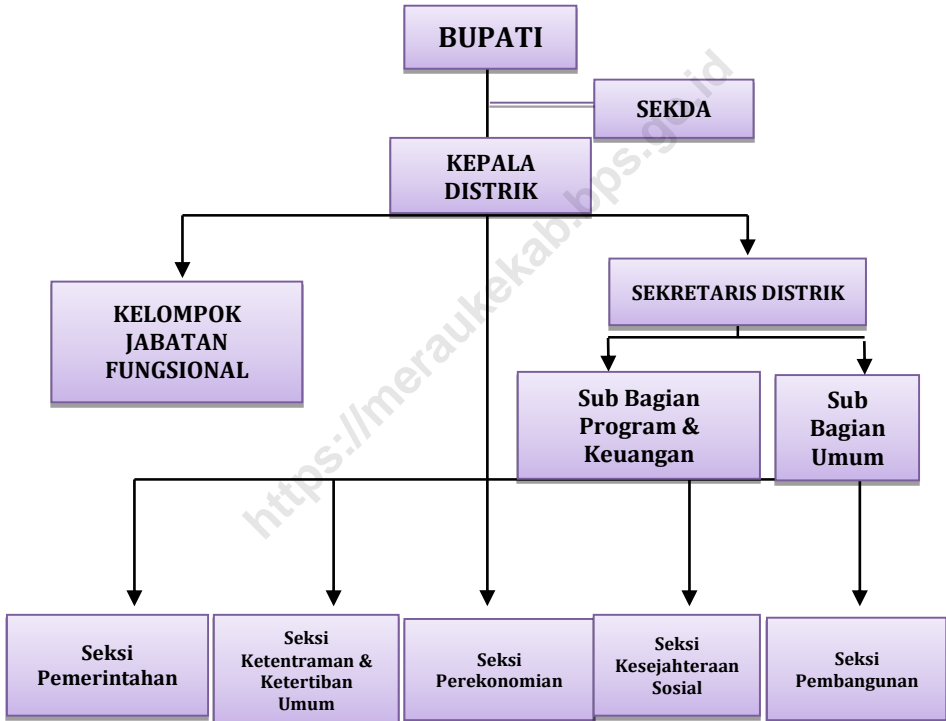 BUPATI
SEKDA
KEPALA
DISTRIK
KELOMPOK
JABATAN
FUNGSIONAL
SEKRETARIS DISTRIK
Sub Bagian
Program &
Keuangan
Sub
Bagian
Umum
Seksi
Pemerintahan
Seksi
Ketentraman &
Ketertiban
Umum
Seksi
Perekonomian
Seksi
Kesejahteraan
Sosial
Seksi
Pembangunan
https://meraukekab.bps.go.id